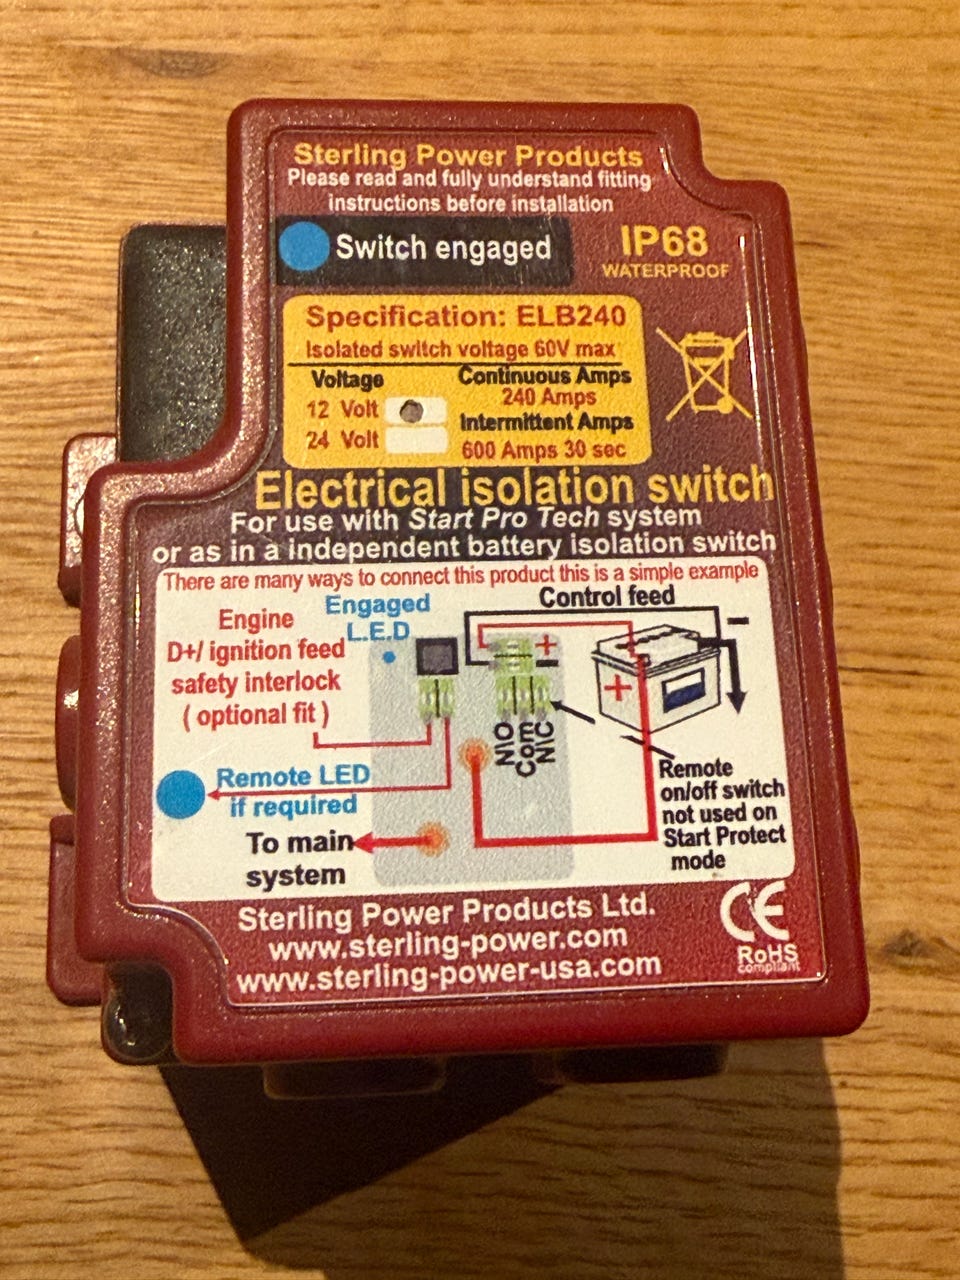 Sterling Power Products
Please read and fully understand fitting
instructions before installation
Switch engaged
IP68
WATERPROOF
Specification: ELB240
Isolated switch voltage 60V max
Voltage
12 Volt
24 Volt
Continuous Amps
240 Amps
Intermittent Amps
600 Amps 30 sec
Electrical isolation switch
For use with Start Pro Tech system
or as in a independent battery isolation switch
There are many ways to connect this product this is a simple example
Engine
D+/ ignition feed
safety interlock
( optional fit )
Engaged
L.E.D
Control feed
+
-
-
+
N\O
Com
N\C
Remote LED
if required
Remote
on/off switch
not used on
Start Protect
mode
To main
system
Sterling Power Products Ltd.
www.sterling-power.com
www.sterling-power-usa.com
CE
RoHS
compliant